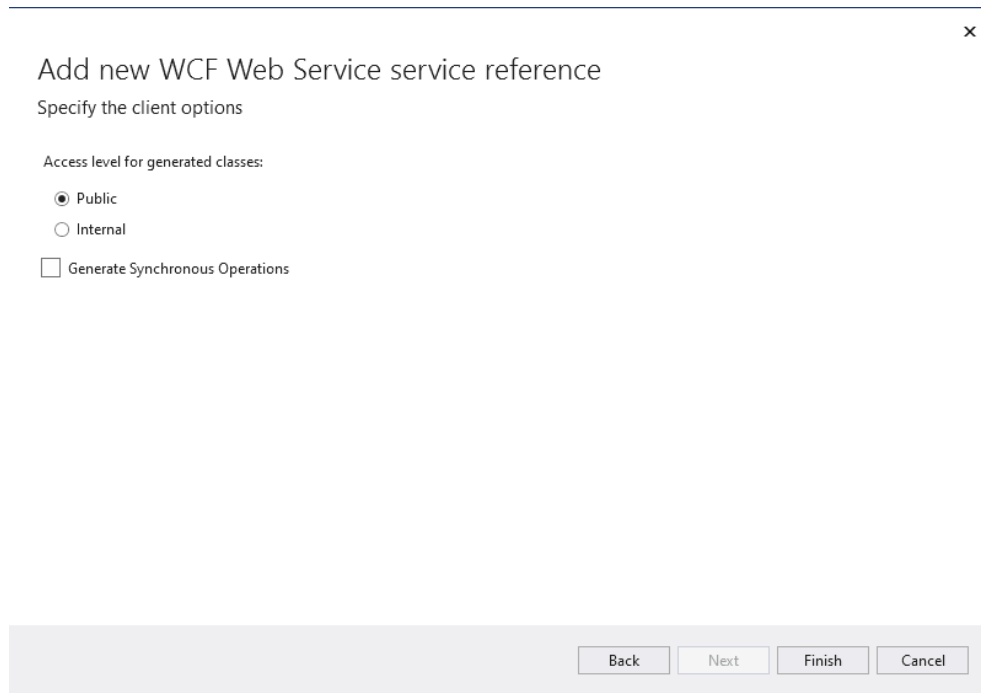 Add new WCF Web Service service reference
Specify the client options
Access level for generated classes:
Public
Internal
Generate Synchronous Operations
Back Next Finish Cancel